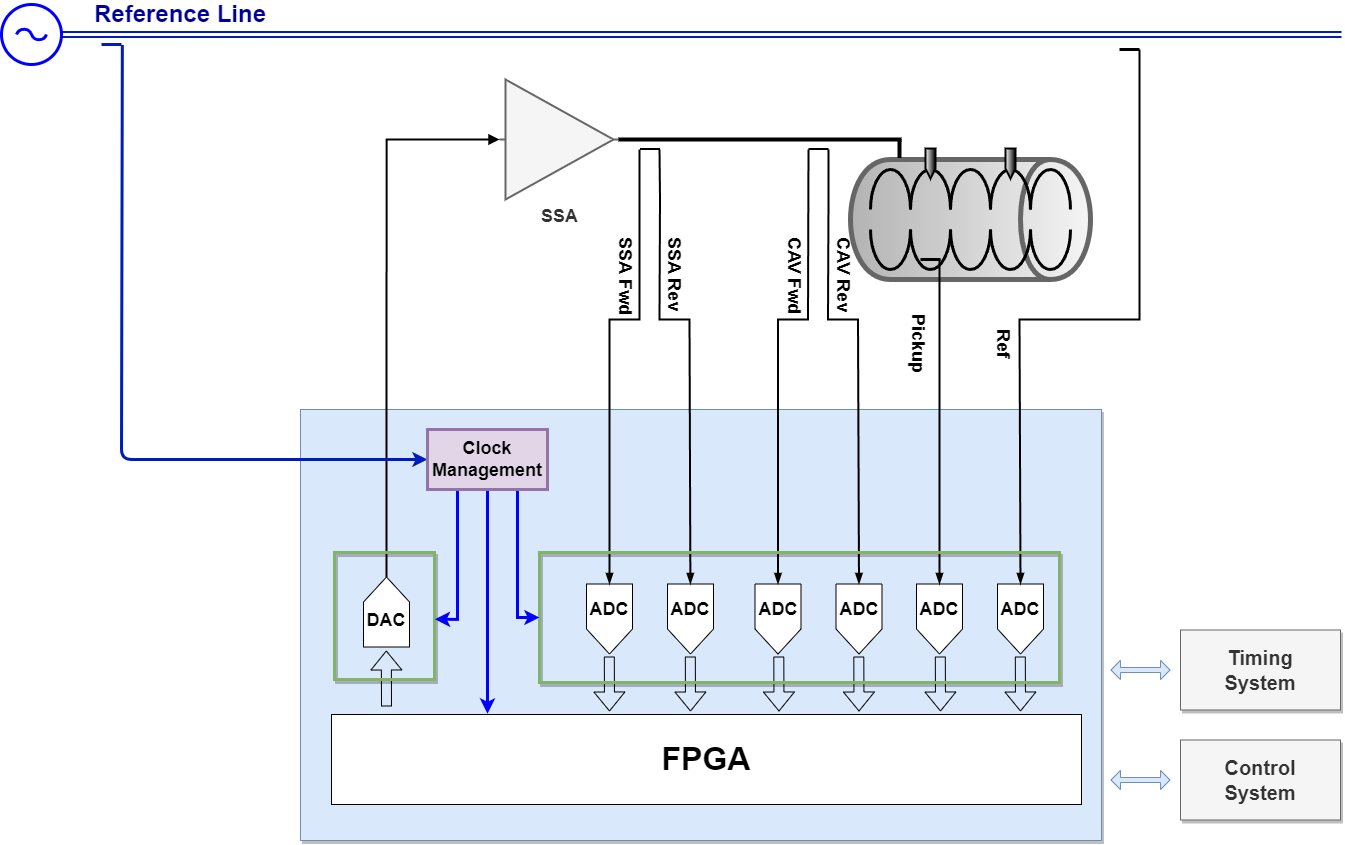 Reference Line
SSA
SSA Fwd
SSA Rev
CAV Fwd
CAV Rev
Pickup
Ref
Clock
Management
DAC
ADC
ADC
ADC
ADC
ADC
ADC
FPGA
Timing
System
Control
System